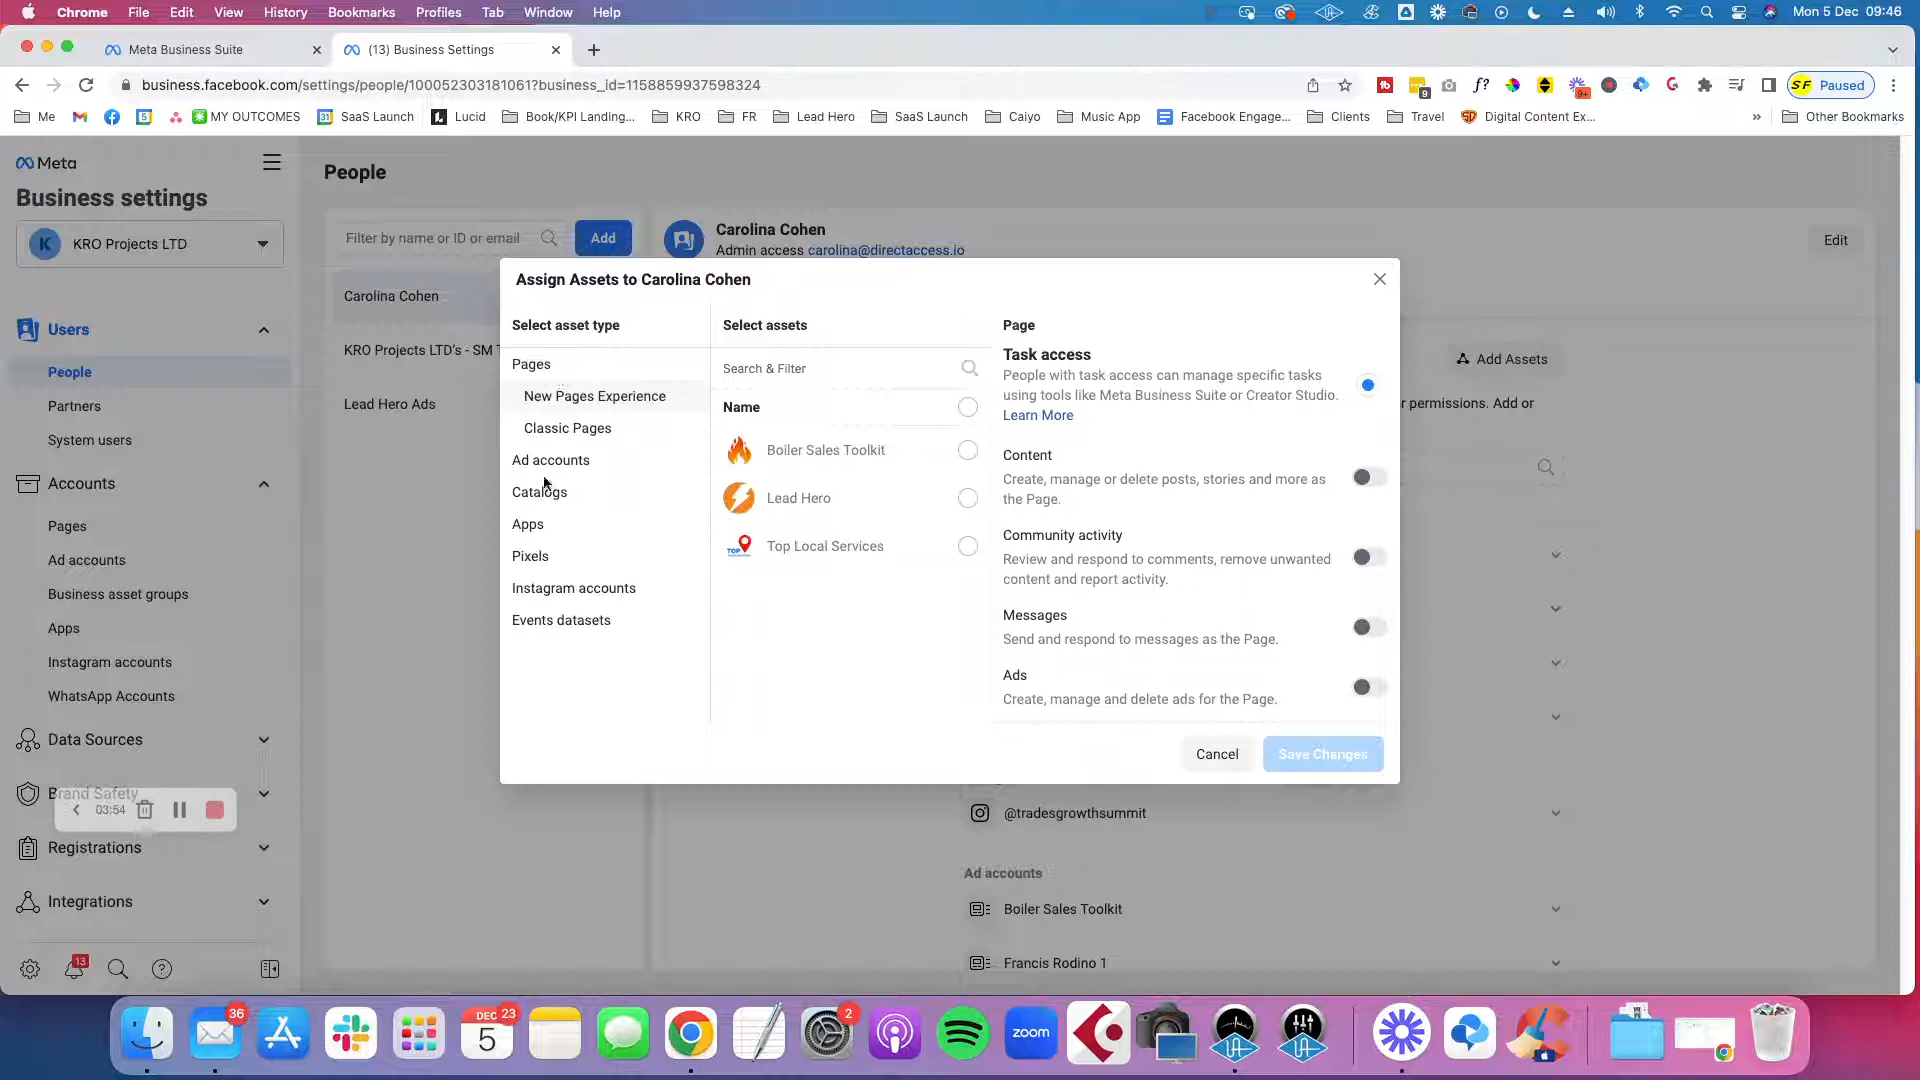 Chrome File Edit View History Bookmarks Profiles Tab Window Help Mon 5 Dec 09:46
Meta Business Suite
(13) Business Settings
business.facebook.com/settings/people/100052303181061?business_id=1158859937598324
Paused
Me
MY OUTCOMES
SaaS Launch
Lucid
Book/KPI Landing...
KRO
FR
Lead Hero
SaaS Launch
Caiyo
Music App
Facebook Engage...
Clients
Travel
Digital Content Ex...
Other Bookmarks
Meta
Business settings
K KRO Projects LTD
Users
People
Partners
System users
Accounts
Pages
Ad accounts
Business asset groups
Apps
Instagram accounts
WhatsApp Accounts
Data Sources
Brand Safety
03:54
Registrations
Integrations
13
People
Filter by name or ID or email
Add
Carolina Cohen
KRO Projects LTD's - SM
Lead Hero Ads
Carolina Cohen
Admin access carolina@directaccess.io
Edit
Add Assets
r permissions. Add or
Assign Assets to Carolina Cohen
Select asset type
Pages
New Pages Experience
Classic Pages
Ad accounts
Catalogs
Apps
Pixels
Instagram accounts
Events datasets
Select assets
Search & Filter
Name
Boiler Sales Toolkit
Lead Hero
TOP
Top Local Services
Page
Task access
People with task access can manage specific tasks
using tools like Meta Business Suite or Creator Studio.
Learn More
Content
Create, manage or delete posts, stories and more as
the Page.
Community activity
Review and respond to comments, remove unwanted
content and report activity.
Messages
Send and respond to messages as the Page.
Ads
Create, manage and delete ads for the Page.
Cancel
Save Changes
@tradesgrowthsummit
Ad accounts
Boiler Sales Toolkit
Francis Rodino 1
36
DEC 23
5
2
zoom